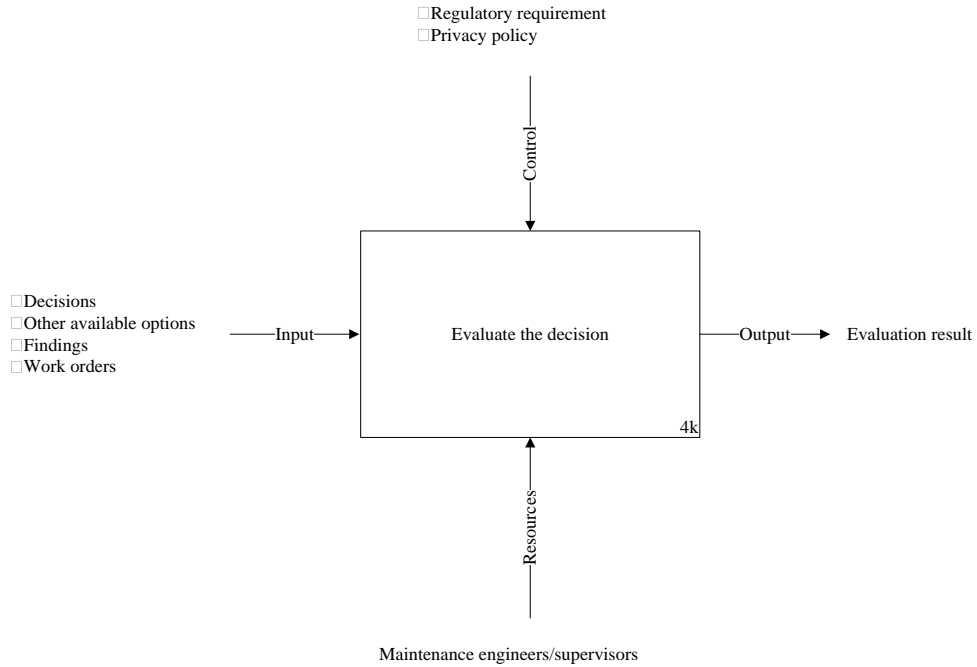 Regulatory requirement
Privacy policy
Control
Decisions
Other available options
Findings
Work orders
Input
Evaluate the decision
4k
Output
Evaluation result
Resources
Maintenance engineers/supervisors